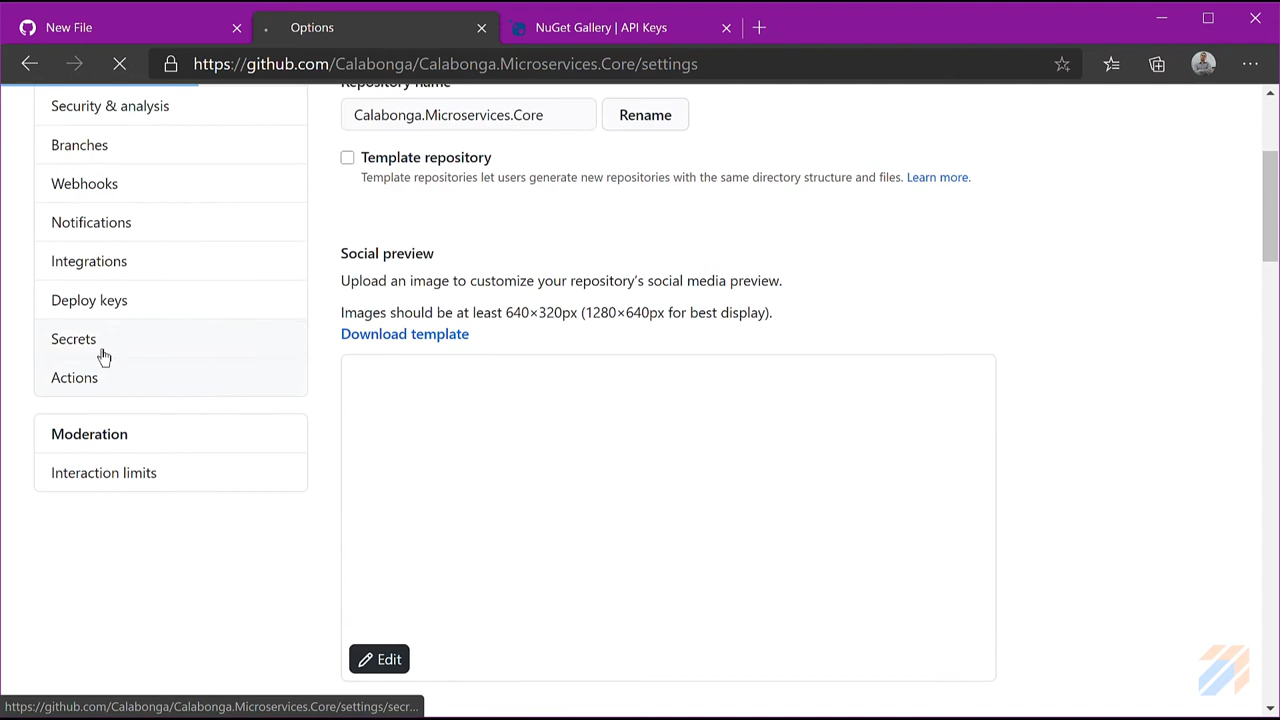 New File
Options
NuGet Gallery | API Keys
https://github.com/Calabonga/Calabonga.Microservices.Core/settings
Security & analysis
Branches
Webhooks
Notifications
Integrations
Deploy keys
Secrets
Actions
Moderation
Interaction limits
Repository name
Calabonga.Microservices.Core
Rename
Template repository
Template repositories let users generate new repositories with the same directory structure and files. Learn more.
Social preview
Upload an image to customize your repository's social media preview.
Images should be at least 640×320px (1280×640px for best display).
Download template
Edit
https://github.com/Calabonga/Calabonga.Microservices.Core/settings/secr...